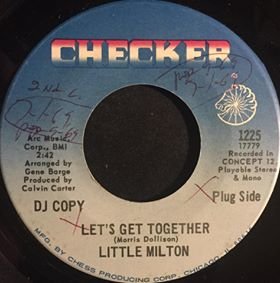 CHECKER
2nd C.
Arc Music
Corp., BMI
2:42
Arranged by
Gene Barge
Produced by
Calvin Carter
1225
17779
Recorded in
CONCEPT 12
Playable Stereo
& Mono
DJ COPY
Plug Side
LET'S GET TOGETHER
(Morris Dollison)
LITTLE MILTON
MFG. BY CHESS PRODUCING CORP. CHICAGO